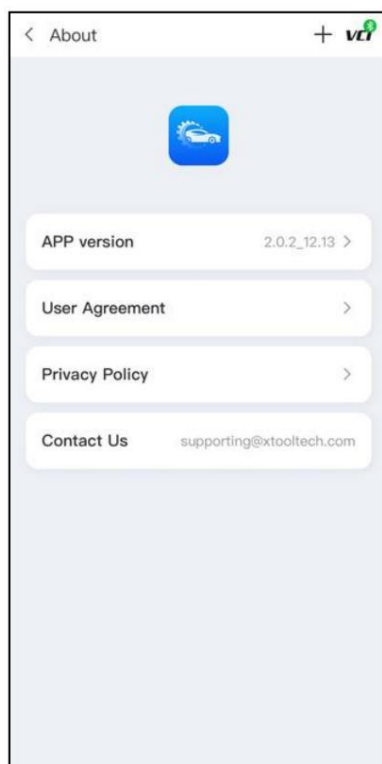 About
VCI
APP version 2.0.2_12.13
User Agreement
Privacy Policy
Contact Us supporting@xtooltech.com